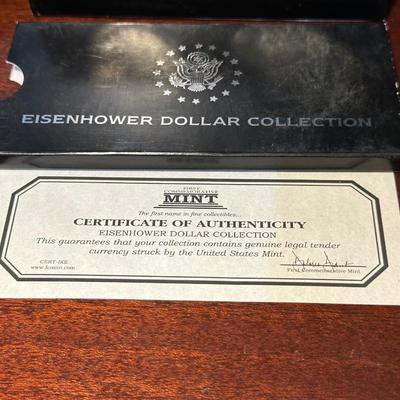 EISENHOWER DOLLAR COLLECTION
FIRST
COMMEMORATIVE
MINT
The first name in fine collectibles...
CERTIFICATE OF AUTHENTICITY
EISENHOWER DOLLAR COLLECTION
This guarantees that your collection contains genuine legal tender
currency struck by the United States Mint.
CERT-IKE
www.fcmint.com
First Commemorative Mint